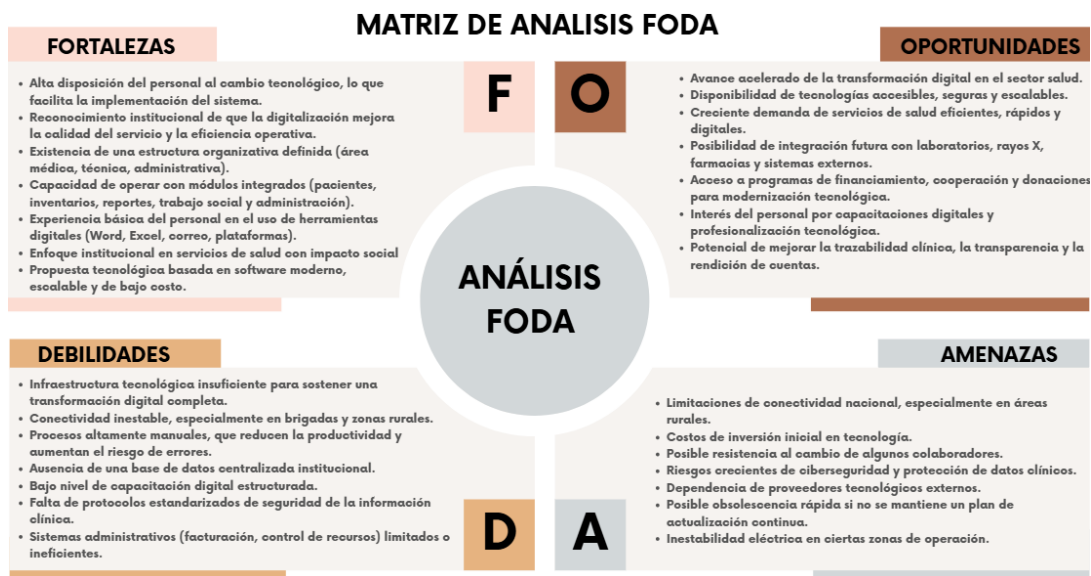 MATRIZ DE ANALISIS FODA
FORTALEZAS
• Alta disposición del personal al cambio tecnológico, lo que
facilita la implementación del sistema.
• Reconocimiento institucional de que la digitalización mejora
la calidad del servicio y la eficiencia operativa.
• Existencia de una estructura organizativa definida (área
médica, técnica, administrativa).
• Capacidad de operar con módulos integrados (pacientes,
inventarios, reportes, trabajo social y administración).
• Experiencia básica del personal en el uso de herramientas
digitales (Word, Excel, correo, plataformas).
• Enfoque institucional en servicios de salud con impacto social
• Propuesta tecnológica basada en software moderno,
escalable y de bajo costo.
F
O
OPORTUNIDADES
• Avance acelerado de la transformación digital en el sector salud.
• Disponibilidad de tecnologías accesibles, seguras y escalables.
• Creciente demanda de servicios de salud eficientes, rápidos y
digitales.
• Posibilidad de integración futura con laboratorios, rayos X,
farmacias y sistemas externos.
• Acceso a programas de financiamiento, cooperación y donaciones
para modernización tecnológica.
• Interés del personal por capacitaciones digitales y
profesionalización tecnológica.
• Potencial de mejorar la trazabilidad clínica, la transparencia y la
rendición de cuentas.
ANÁLISIS
FODA
DEBILIDADES
• Infraestructura tecnológica insuficiente para sostener una
transformación digital completa.
• Conectividad inestable, especialmente en brigadas y zonas rurales.
• Procesos altamente manuales, que reducen la productividad y
aumentan el riesgo de errores.
• Ausencia de una base de datos centralizada institucional.
• Bajo nivel de capacitación digital estructurada.
• Falta de protocolos estandarizados de seguridad de la información
clínica.
• Sistemas administrativos (facturación, control de recursos) limitados o
ineficientes.
D
A
AMENAZAS
• Limitaciones de conectividad nacional, especialmente en áreas
rurales.
• Costos de inversión inicial en tecnología.
• Posible resistencia al cambio de algunos colaboradores.
• Riesgos crecientes de ciberseguridad y protección de datos clínicos.
• Dependencia de proveedores tecnológicos externos.
• Posible obsolescencia rápida si no se mantiene un plan de
actualización continua.
• Inestabilidad eléctrica en ciertas zonas de operación.